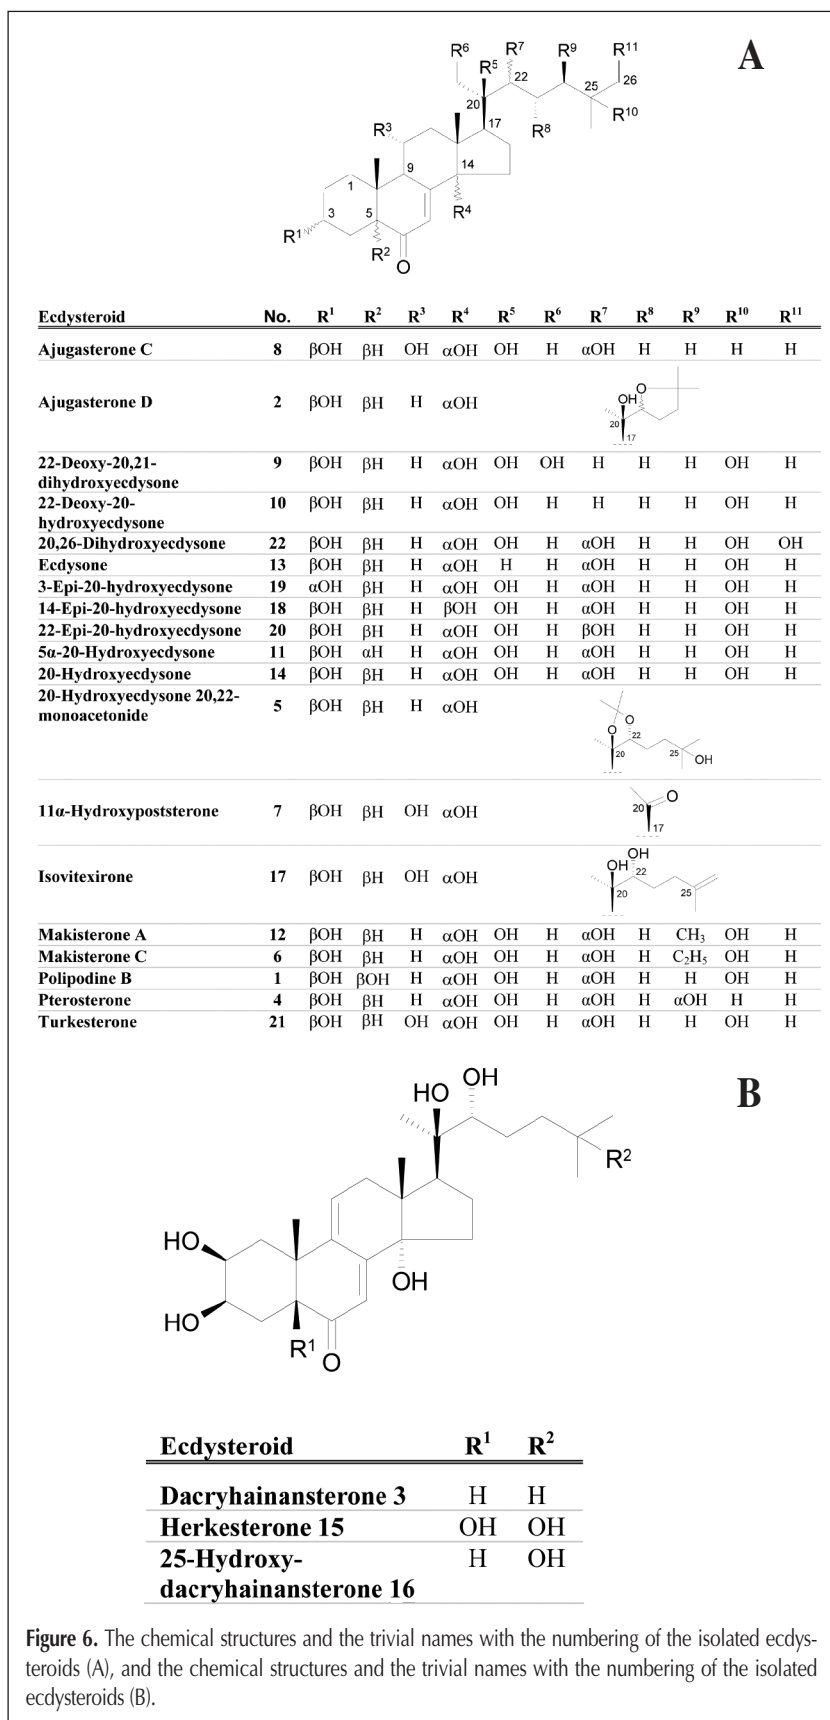 A
R6
R7
R9
R11
R5
22
25
26
20
R10
R8
17
R3
9
14
1
R4
3
5
R1
R2
O
Ecdysteroid No. R1 R2 R3 R4 R5 R6 R7 R8 R9 R10 R11
Ajugasterone C 8 βOH βH OH αOH OH H αOH H H H H
Ajugasterone D 2 βOH βH H αOH
O
OH
20
17
22-Deoxy-20,21-
dihydroxyecdysone 9 βOH βH H αOH OH OH H H H OH H
22-Deoxy-20-
hydroxyecdysone 10 βOH βH H αOH OH H H H H OH H
20,26-Dihydroxyecdysone 22 βOH βH H αOH OH H αOH H H OH OH
Ecdysone 13 βOH βH H αOH H H αOH H H OH H
3-Epi-20-hydroxyecdysone 19 αOH βH H αOH OH H αOH H H OH H
14-Epi-20-hydroxyecdysone 18 βOH βH H βOH OH H αOH H H OH H
22-Epi-20-hydroxyecdysone 20 βOH βH H αOH OH H βOH H H OH H
5α-20-Hydroxyecdysone 11 βOH αH H αOH OH H αOH H H OH H
20-Hydroxyecdysone 14 βOH βH H αOH OH H αOH H H OH H
20-Hydroxyecdysone 20,22-
monoacetonide 5 βOH βH H αOH
O
O
22
20
25
OH
11α-Hydroxypoststerone 7 βOH βH OH αOH
O
20
17
Isovitexirone 17 βOH βH OH αOH
OH
OH
22
20
25
Makisterone A 12 βOH βH H αOH OH H αOH H CH3 OH H
Makisterone C 6 βOH βH H αOH OH H αOH H C2H5 OH H
Polipodine B 1 βOH βOH H αOH OH H αOH H H OH H
Pterosterone 4 βOH βH H αOH OH H αOH H αOH H H
Turkesterone 21 βOH βH OH αOH OH H αOH H H OH H
B
OH
HO
R2
HO
OH
HO
R1
O
Ecdysteroid R1 R2
Dacryhainansterone 3 H H
Herkesterone 15 OH OH
25-Hydroxy- H OH
dacryhainansterone 16
Figure 6. The chemical structures and the trivial names with the numbering of the isolated ecdys-
teroids (A), and the chemical structures and the trivial names with the numbering of the isolated
ecdysteroids (B).